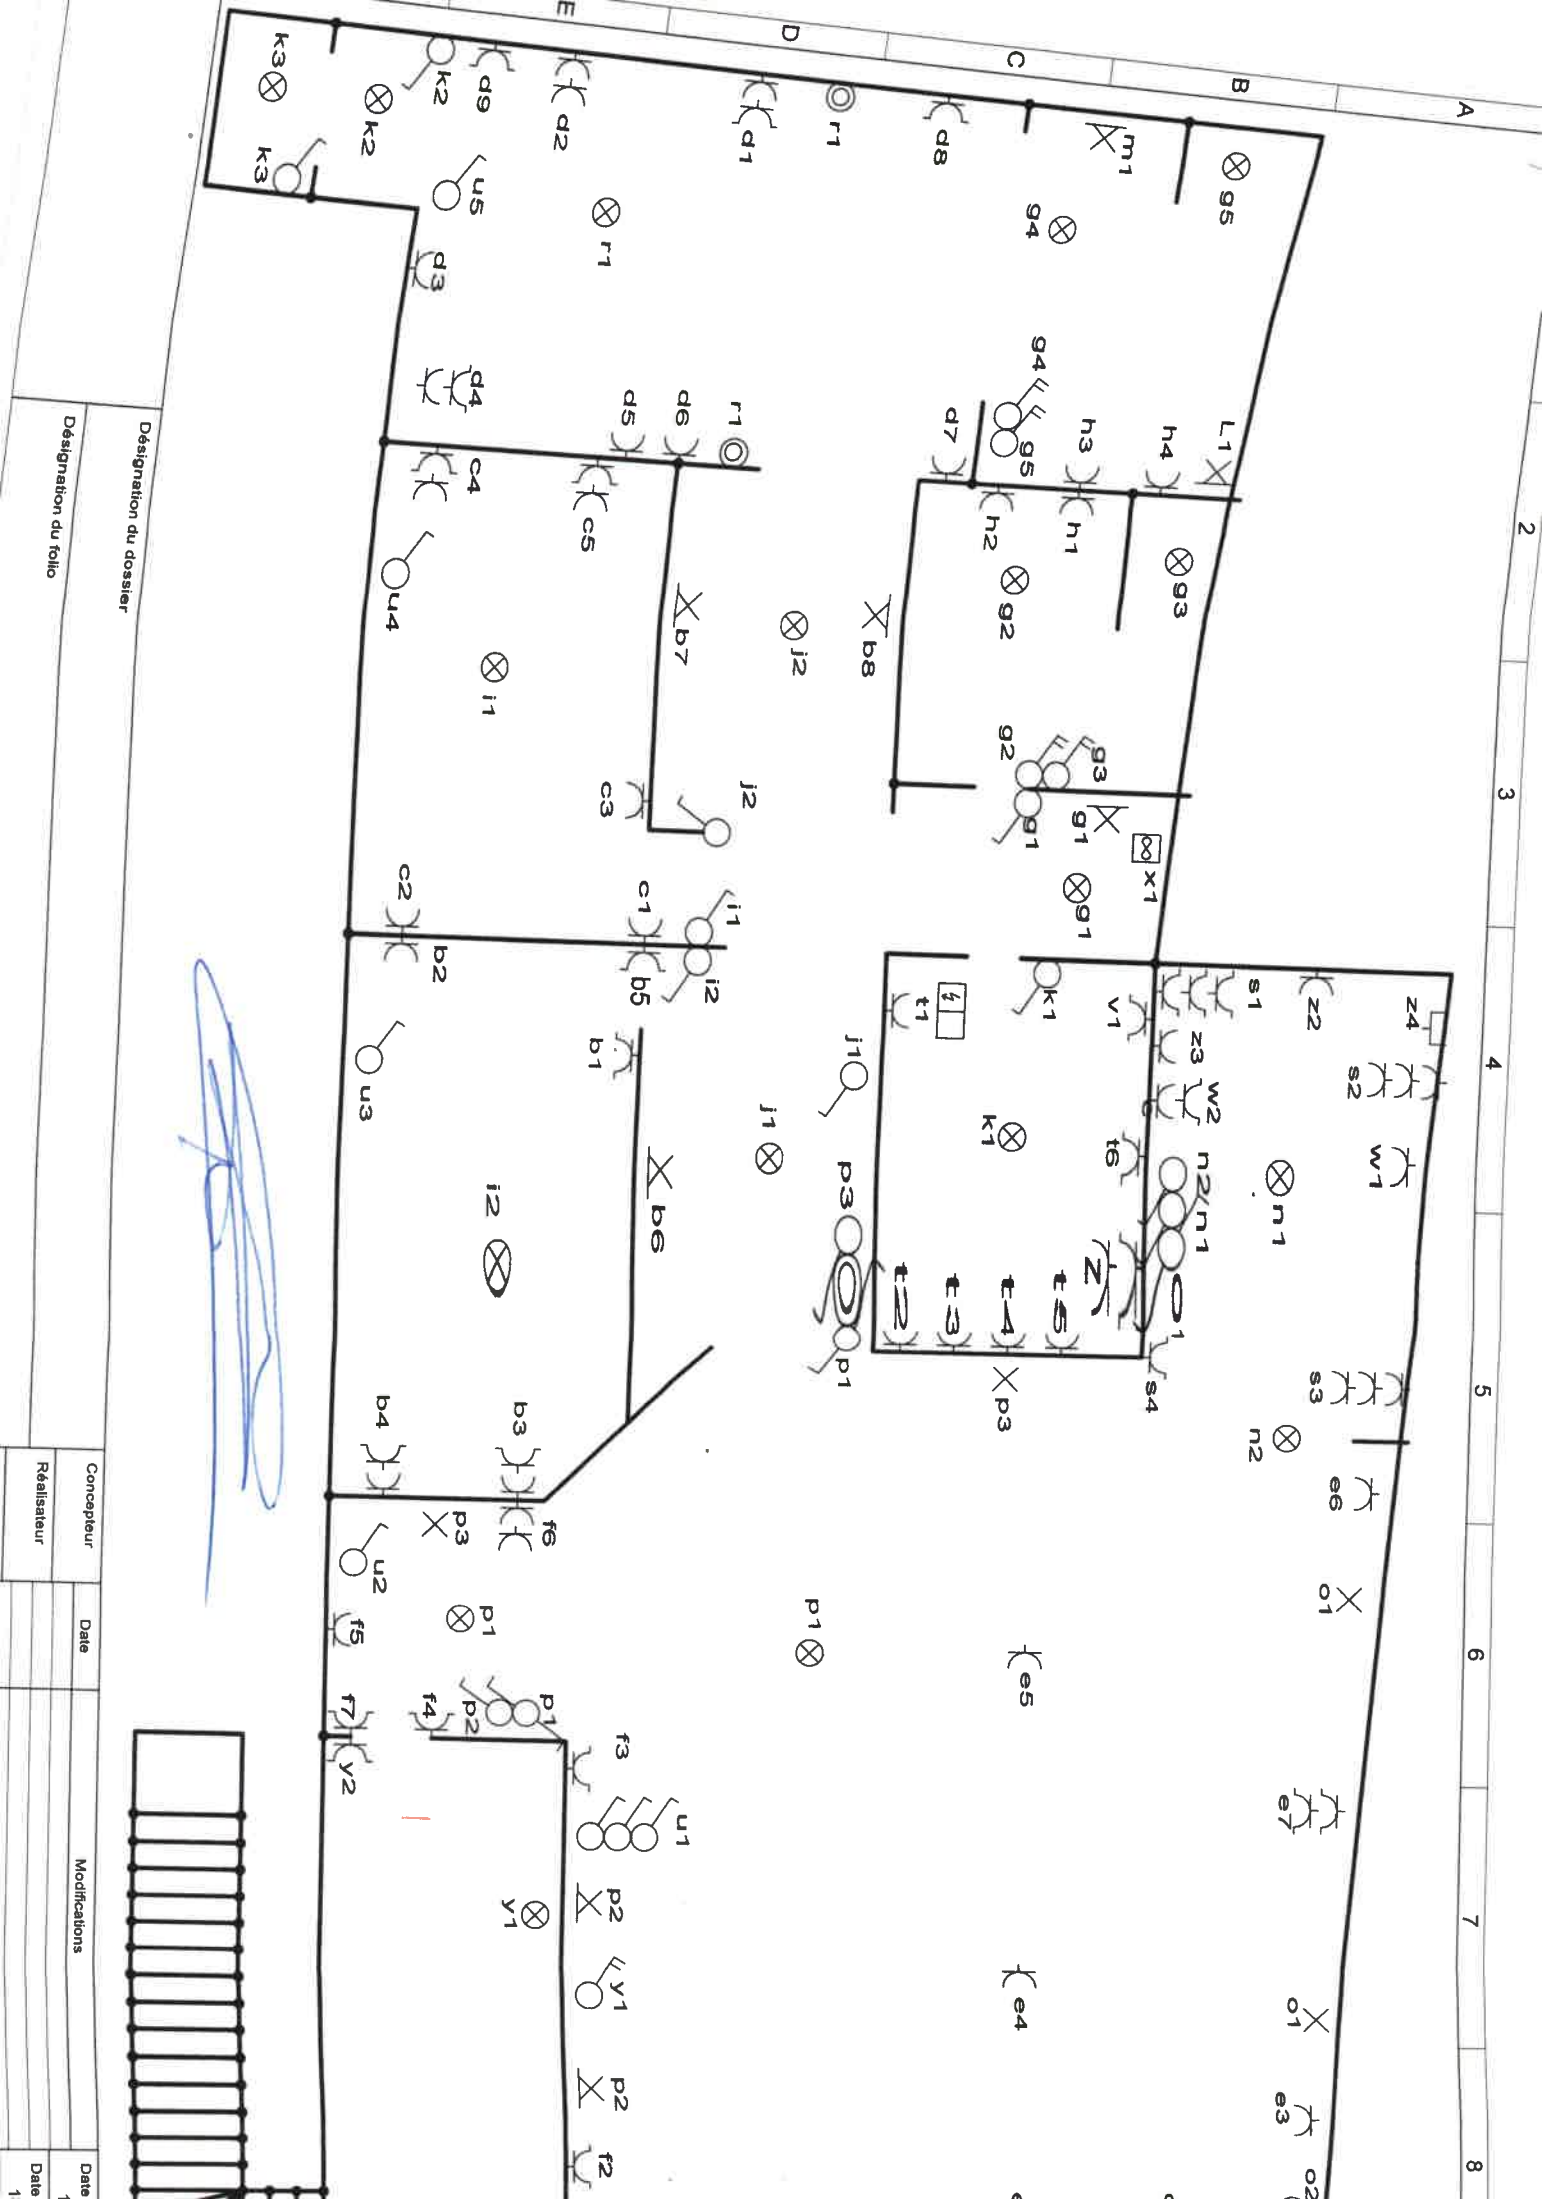 A
B
C
D
E
2
3
4
5
6
7
8
k3
k2
k2
d9
d2
d1
r1
d8
m1
g5
k3
u5
r1
g4
d3
d4
g4
g5
d5
d6
r1
d7
h3
h4
L1
c4
c5
h2
h1
u4
b7
j2
b8
g2
g3
i1
c3
j2
g2
g3
g1
g1
x1
g1
c2
b2
c1
b5
i1
i2
t1
k1
v1
s1
z2
z4
z3
s2
w2
w1
b1
j1
u3
j1
k1
t6
n2
n1
n1
i2
b6
p3
t2
t3
t4
t5
o1
p1
p3
s4
s3
n2
b4
b3
e6
p3
f6
u2
o1
f5
p1
p1
e5
f7
y2
f4
p2
p1
f3
u1
e7
y1
p2
y1
e4
o1
p2
f2
e3
o2
Désignation du dossier
Désignation du folio
Concepteur
Réalisateur
Date
Modifications
Date
Date